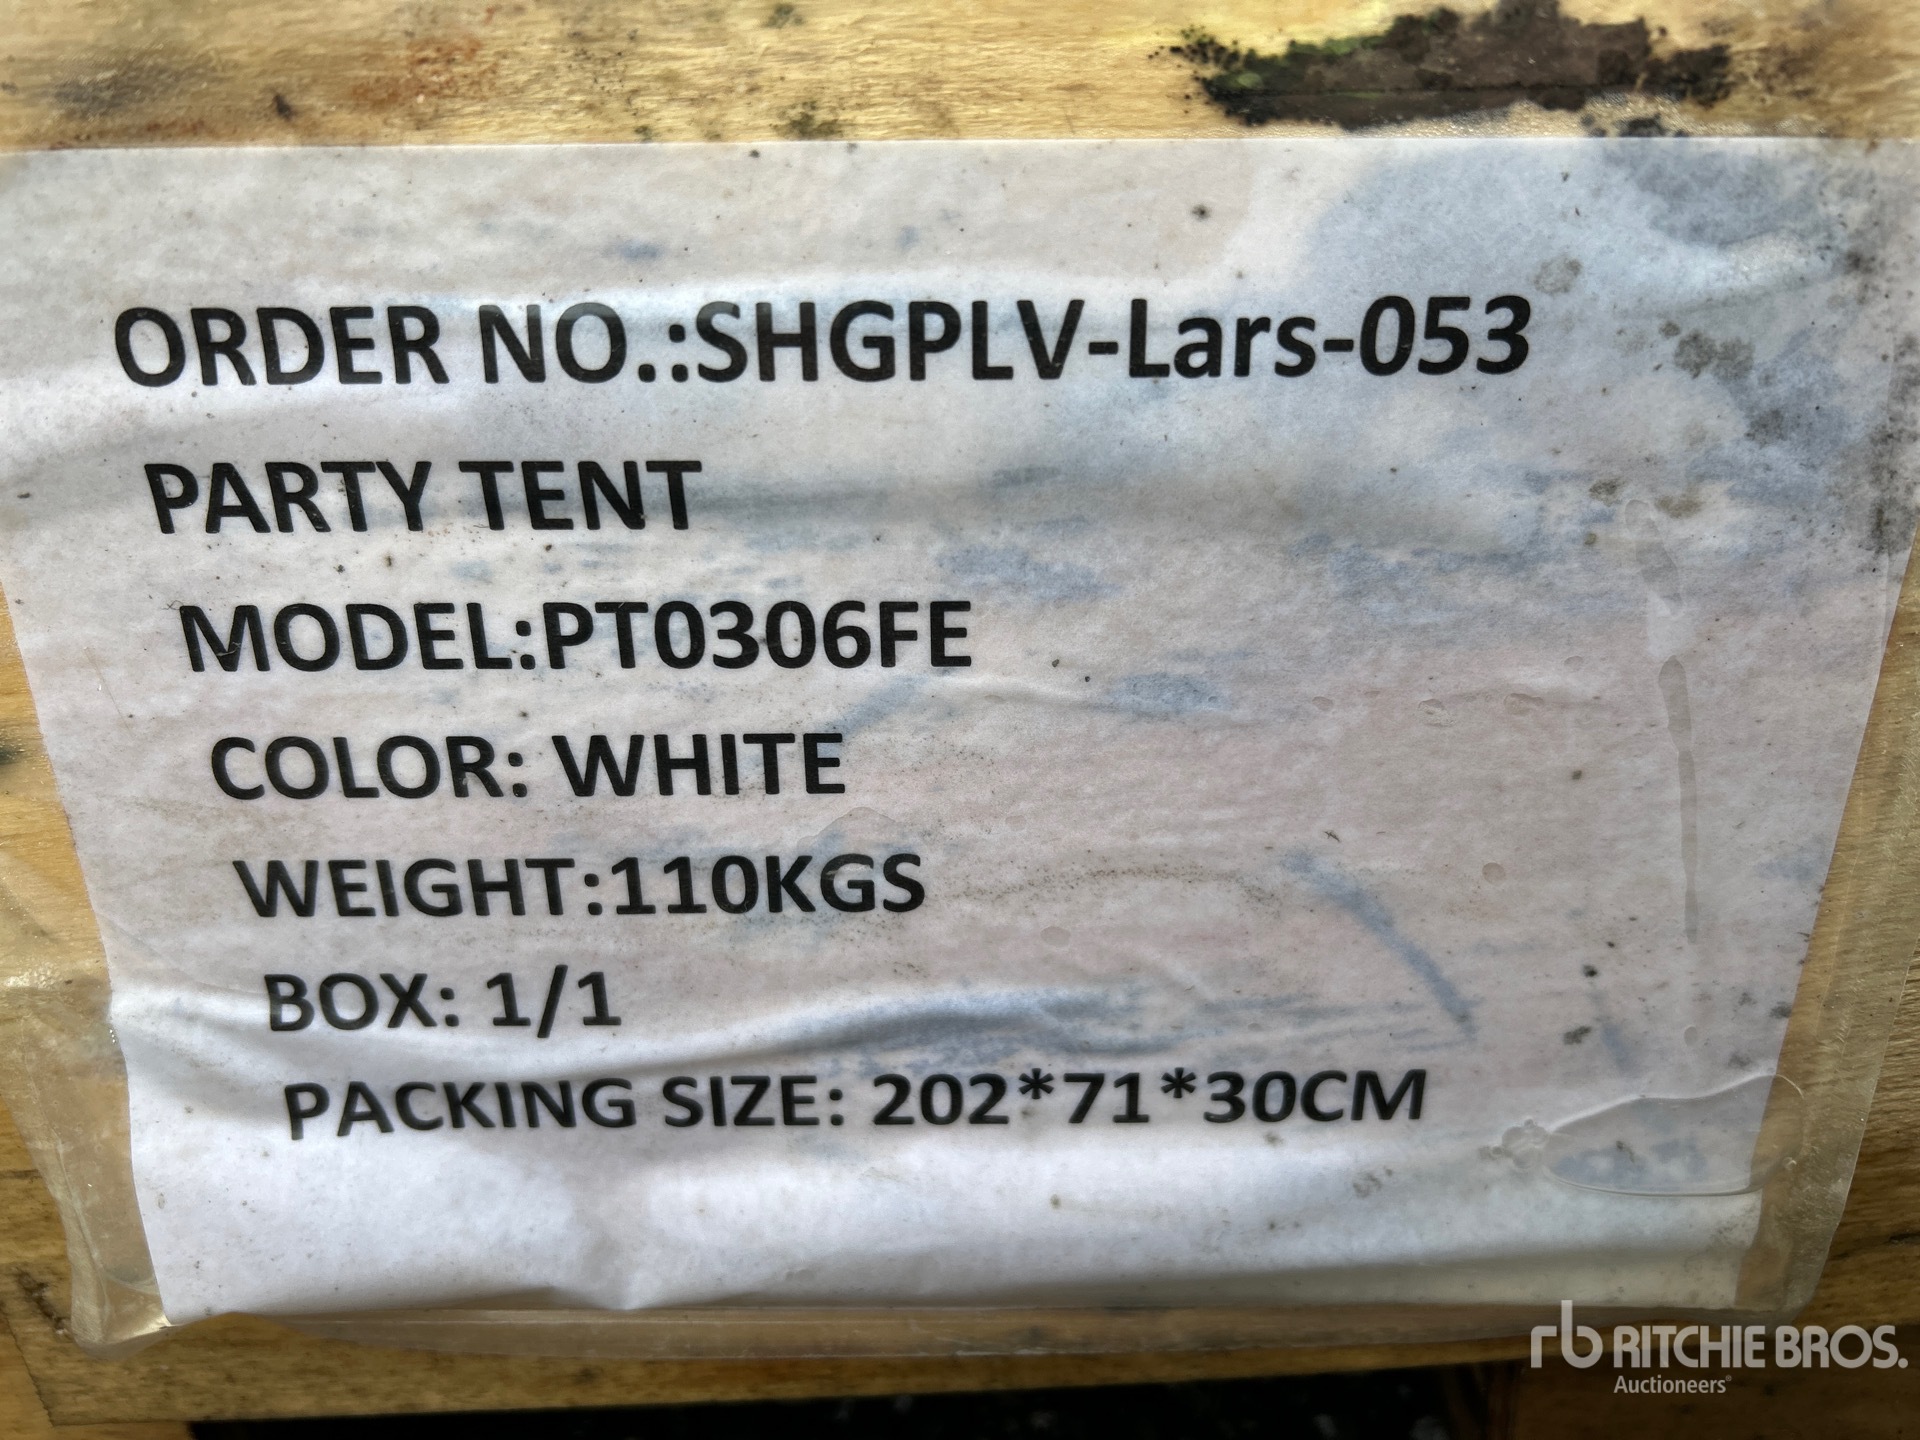 ORDER NO.:SHGPLV-Lars-053
PARTY TENT
MODEL:PT0306FE
COLOR: WHITE
WEIGHT:110KGS
BOX: 1/1
PACKING SIZE: 202*71*30CM
rb RITCHIE BROS.
Auctioneers